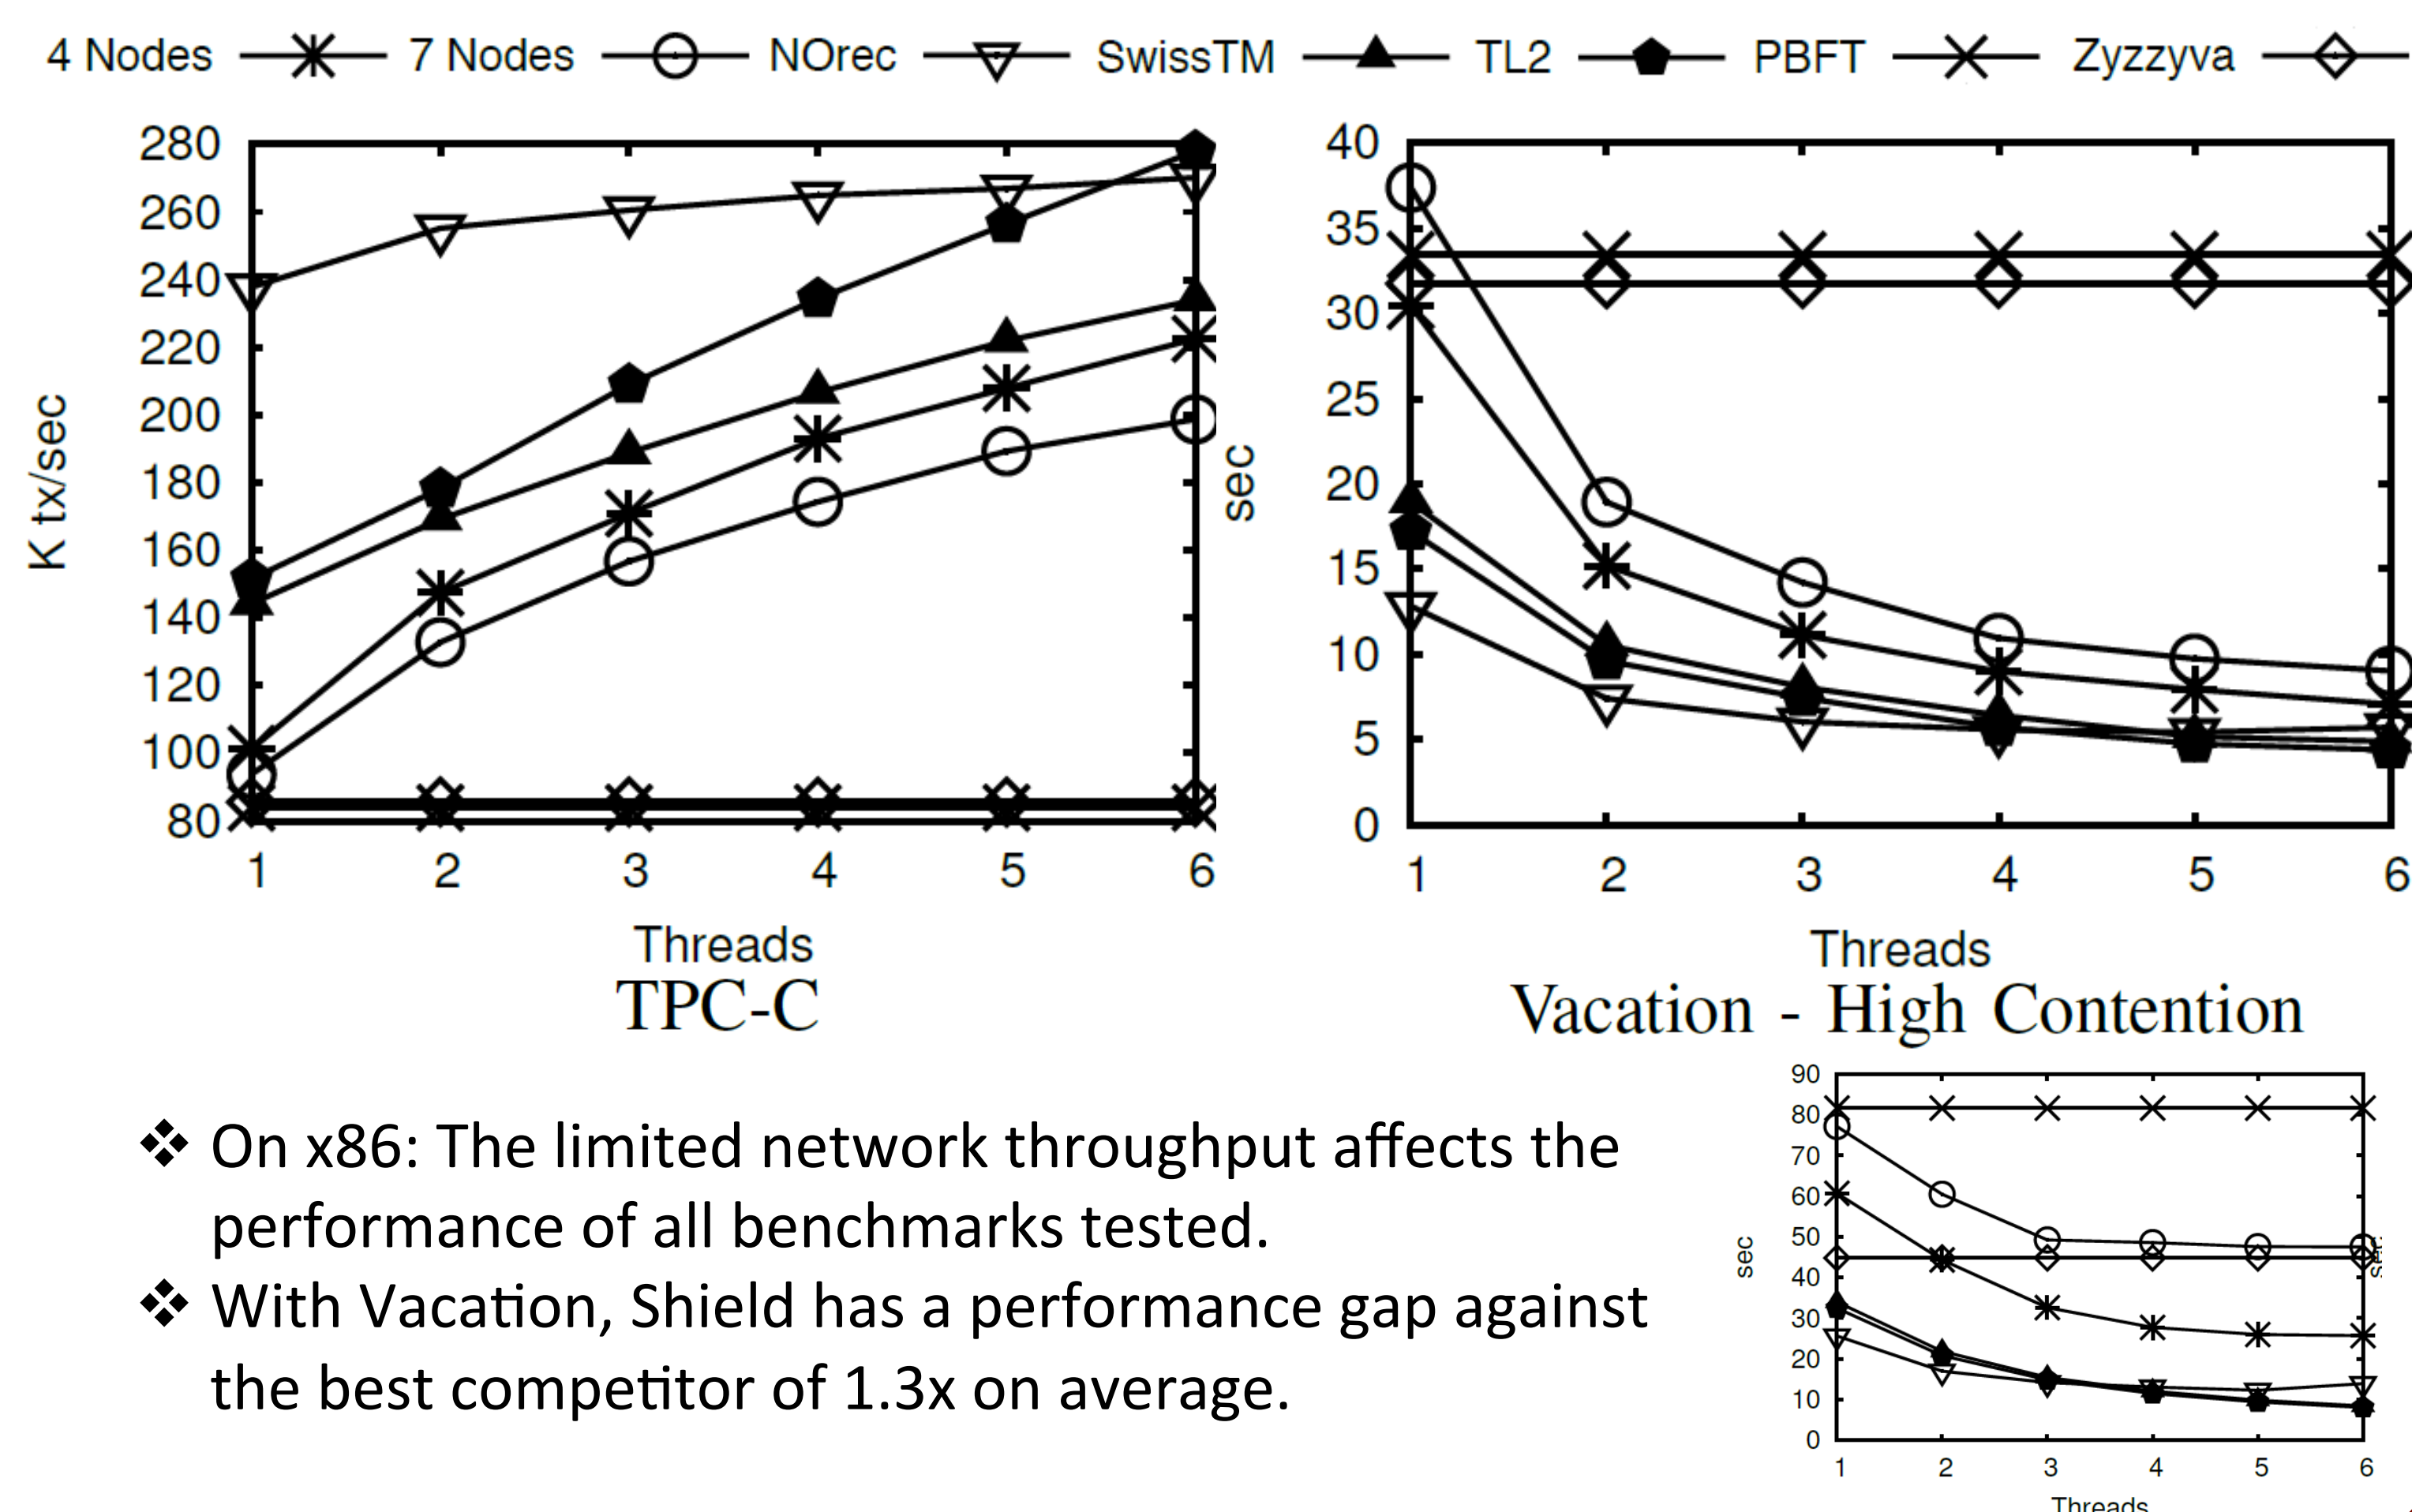 4 Nodes 7 Nodes NOrec SwissTM TL2 PBFT Zyzzyva
280
260
240
220
200
180
160
140
120
100
80
K tx/sec
1 2 3 4 5 6
Threads
TPC-C
40
35
30
25
20
15
10
5
0
sec
1 2 3 4 5 6
Threads
Vacation - High Contention
❖ On x86: The limited network throughput affects the
performance of all benchmarks tested.
❖ With Vacation, Shield has a performance gap against
the best competitor of 1.3x on average.
90
80
70
60
50
40
30
20
10
0
sec
1 2 3 4 5 6
Threads